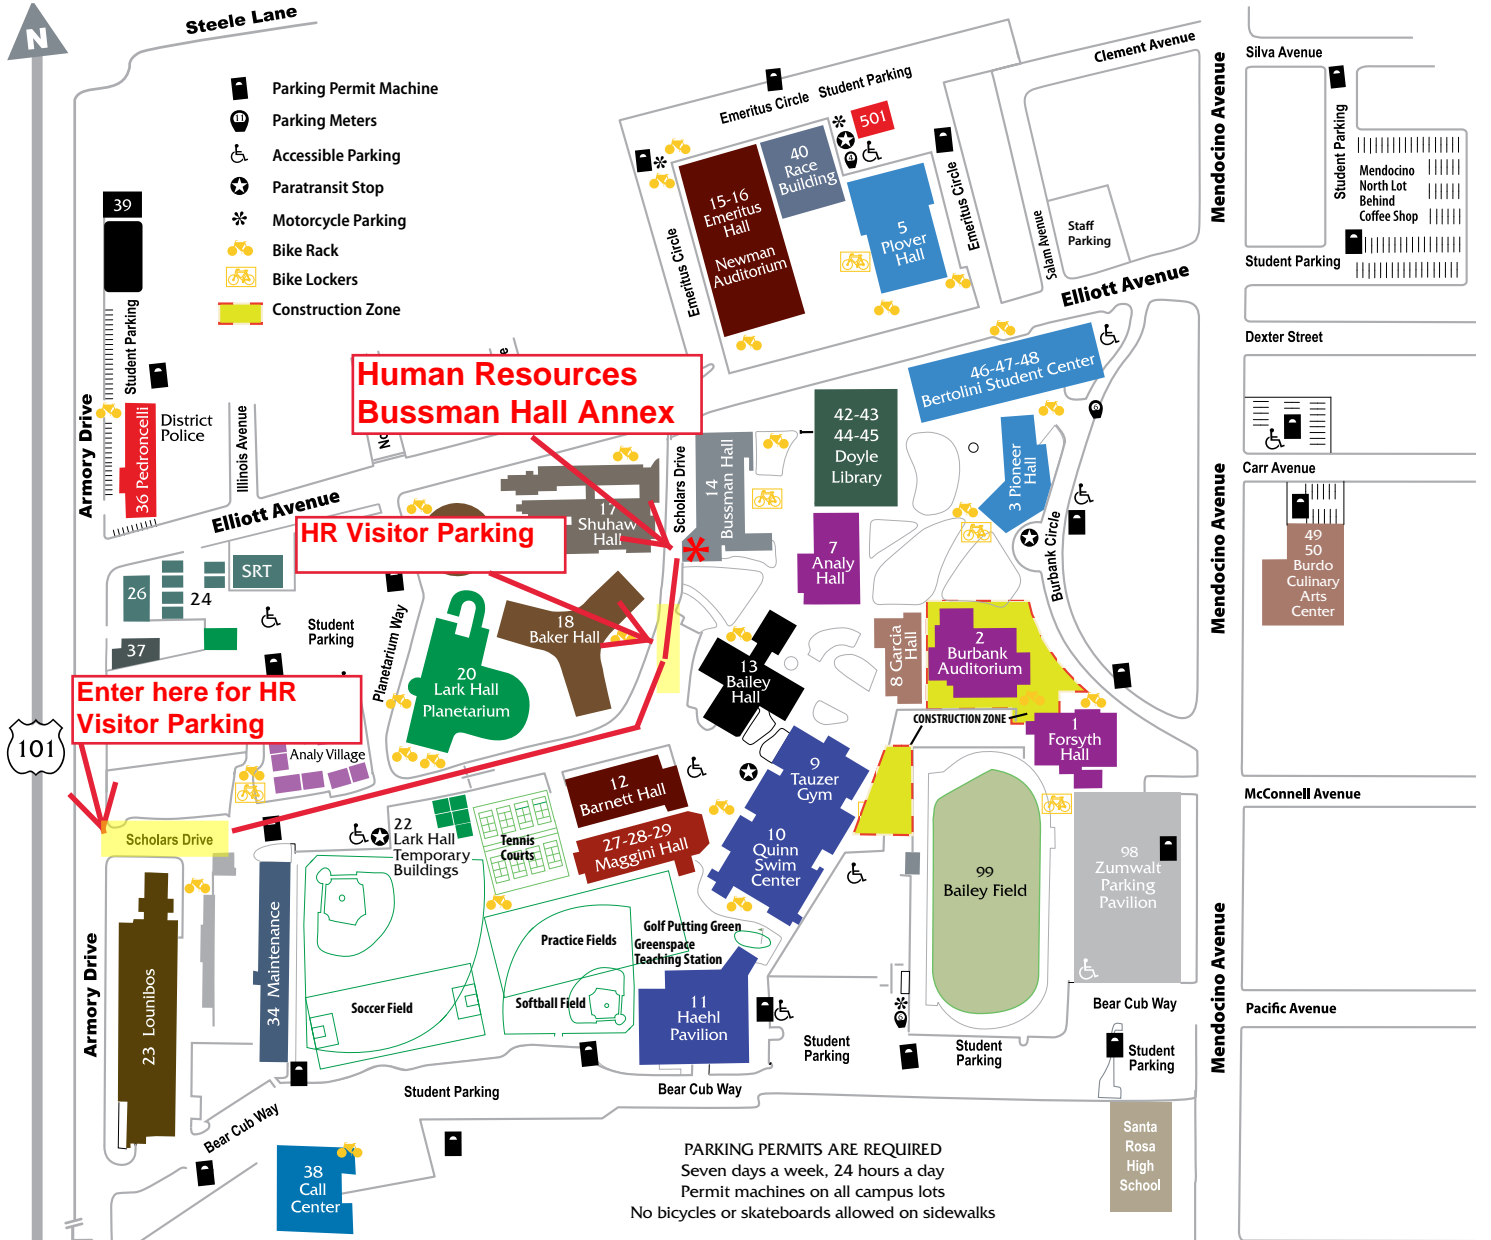 Steele Lane
N
Parking Permit Machine
Parking Meters
Accessible Parking
Paratransit Stop
Motorcycle Parking
Bike Rack
Bike Lockers
Construction Zone
Emeritus Circle
Student Parking
501
40
Race
Building
15-16
Emeritus
Hall
Newman
Auditorium
5
Plover
Hall
Emeritus Circle
Emeritus Circle
Clement Avenue
Salam Avenue
Staff
Parking
Elliott Avenue
Mendocino Avenue
Silva Avenue
Student Parking
Mendocino
North Lot
Behind
Coffee Shop
Student Parking
Dexter Street
Carr Avenue
39
Student Parking
Armory Drive
36 Pedroncelli
District
Police
Illinois Avenue
No
e
Elliott Avenue
Human Resources
Bussman Hall Annex
Scholars Drive
14
Bussman Hall
42-43
44-45
Doyle
Library
46-47-48
Bertolini Student Center
3 Pioneer
Hall
Burbank Circle
Mendocino Avenue
49
50
Burdo
Culinary
Arts
Center
17
Shuhaw
Hall
HR Visitor Parking
7
Analy
Hall
SRT
26
24
37
Student
Parking
Planetarium Way
20
Lark Hall
Planetarium
18
Baker Hall
13
Bailey
Hall
8 Garcia
Hall
2
Burbank
Auditorium
CONSTRUCTION ZONE
1
Forsyth
Hall
Enter here for HR
Visitor Parking
101
Analy Village
Scholars Drive
22
Lark Hall
Temporary
Buildings
Tennis
Courts
12
Barnett Hall
27-28-29
Maggini Hall
9
Tauzer
Gym
10
Quinn
Swim
Center
99
Bailey Field
98
Zumwalt
Parking
Pavilion
McConnell Avenue
Armory Drive
23 Lounibos
34 Maintenance
Soccer Field
Practice Fields
Softball Field
Golf Putting Green
Greenspace
Teaching Station
11
Haehl
Pavilion
Student
Parking
Student
Parking
Bear Cub Way
Student
Parking
Mendocino Avenue
Pacific Avenue
Bear Cub Way
Student Parking
Bear Cub Way
38
Call
Center
Santa
Rosa
High
School
PARKING PERMITS ARE REQUIRED
Seven days a week, 24 hours a day
Permit machines on all campus lots
No bicycles or skateboards allowed on sidewalks